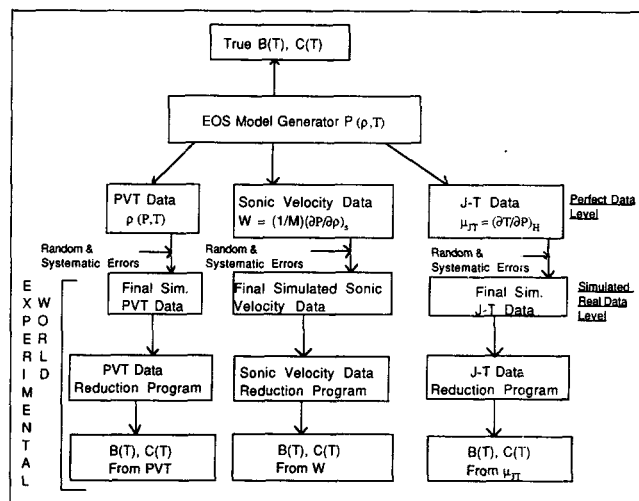 True B(T), C(T)
EOS Model Generator P (ρ,T)
PVT Data
ρ (P,T)
Sonic Velocity Data
W = (1/M)(∂P/∂ρ)s
J-T Data
μJT = (∂T/∂P)H
Perfect Data
Level
Random &
Systematic Errors
Random &
Systematic Errors
Random &
Systematic Errors
Final Sim.
PVT Data
Final Simulated Sonic
Velocity Data
Final Sim.
J-T Data
Simulated
Real Data
Level
EXPERIMENTAL
WORLD
PVT Data
Reduction Program
Sonic Velocity Data
Reduction Program
J-T Data
Reduction Program
B(T), C(T)
From PVT
B(T), C(T)
From W
B(T), C(T)
From μJT